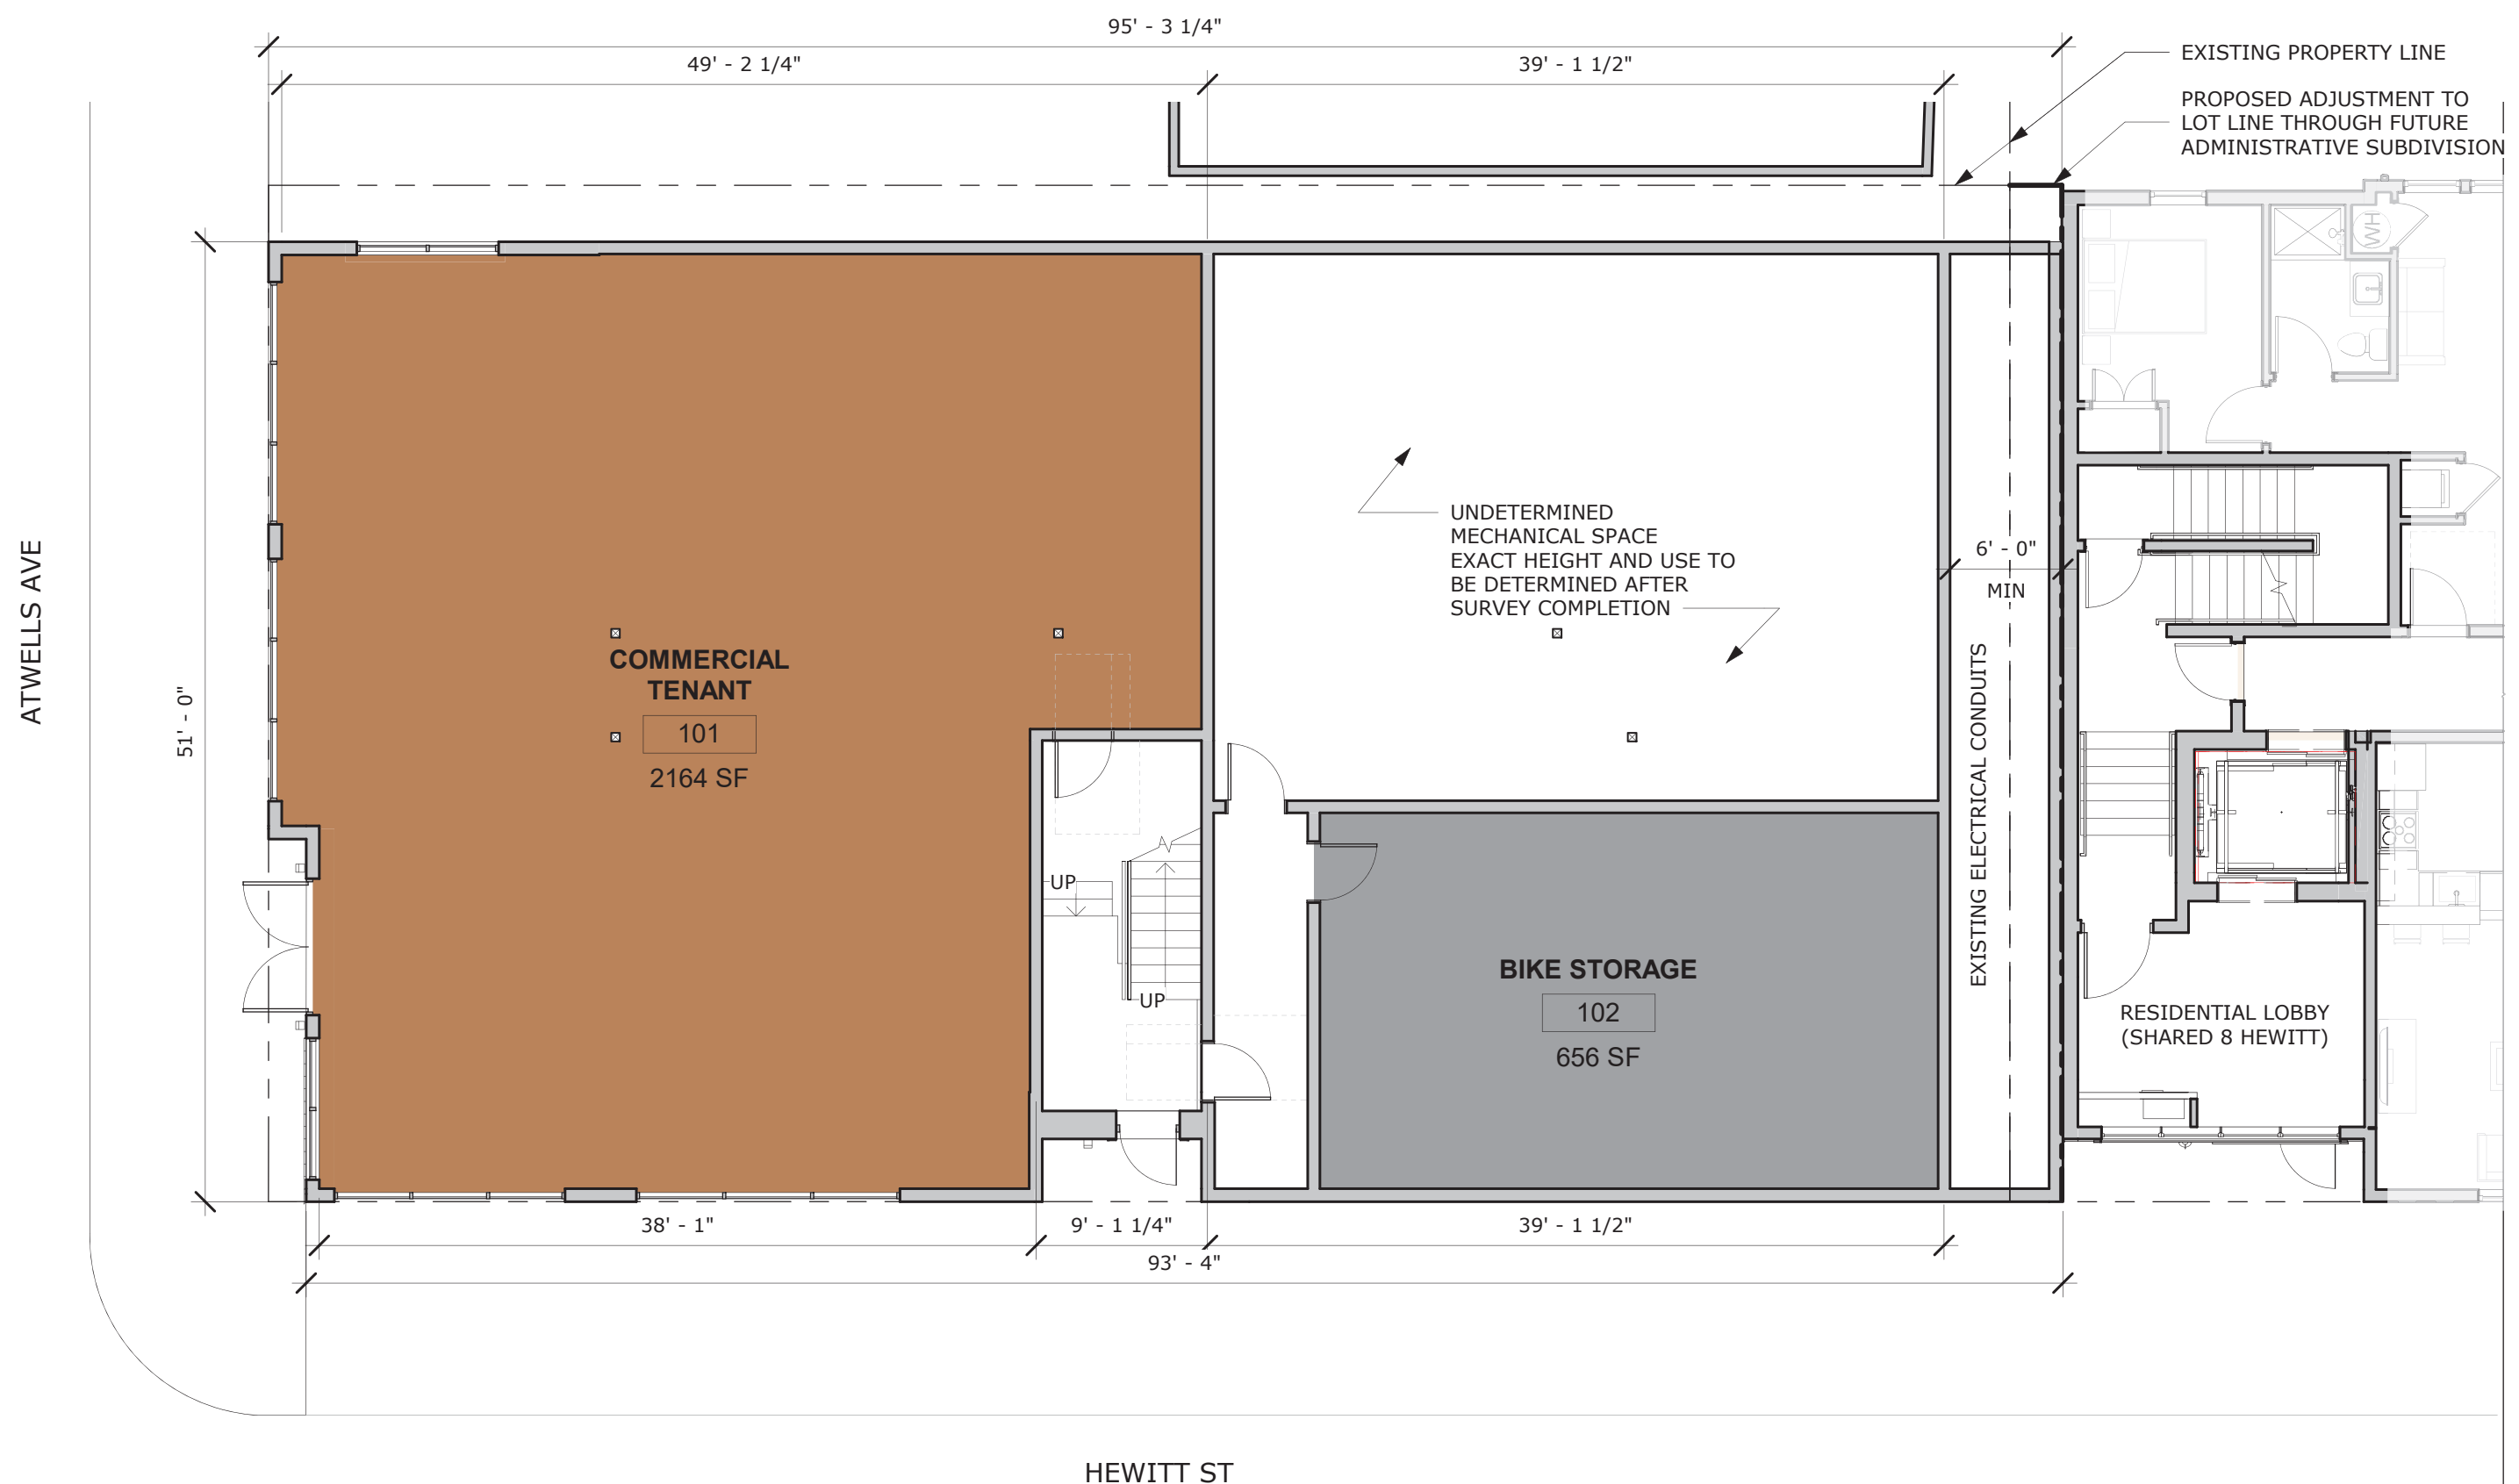 95' - 3 1/4"
49' - 2 1/4"
39' - 1 1/2"
EXISTING PROPERTY LINE
PROPOSED ADJUSTMENT TO
LOT LINE THROUGH FUTURE
ADMINISTRATIVE SUBDIVISION
WH
UNDETERMINED
MECHANICAL SPACE
EXACT HEIGHT AND USE TO
BE DETERMINED AFTER
SURVEY COMPLETION
6' - 0"
MIN
ATWELLS AVE
51' - 0"
COMMERCIAL
TENANT
101
2164 SF
EXISTING ELECTRICAL CONDUITS
UP
UP
BIKE STORAGE
102
656 SF
RESIDENTIAL LOBBY
(SHARED 8 HEWITT)
38' - 1"
9' - 1 1/4"
39' - 1 1/2"
93' - 4"
HEWITT ST